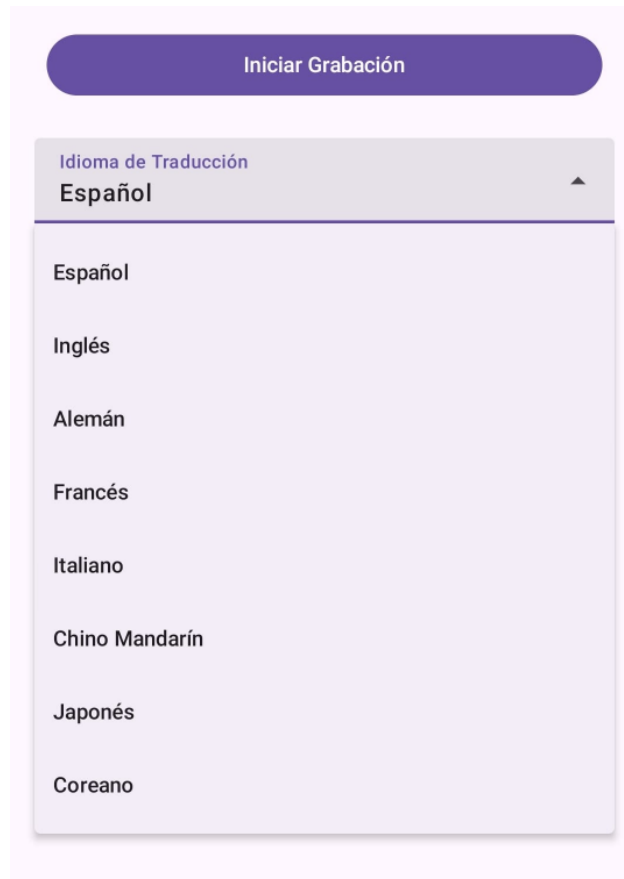 Iniciar Grabación
Idioma de Traducción
Español
Español
Inglés
Alemán
Francés
Italiano
Chino Mandarín
Japonés
Coreano